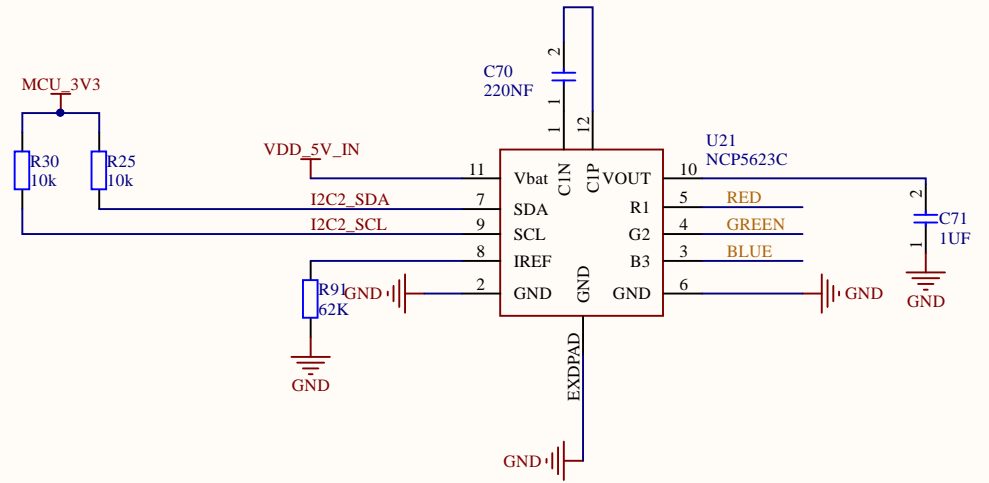 2
C70
220NF
1
1
12
MCU_3V3
R30
10k
R25
10k
VDD_5V_IN
I2C2_SDA
I2C2_SCL
11
7
9
8
2
Vbat
SDA
SCL
IREF
GND
C1N
C1P
GND
VOUT
R1
G2
B3
GND
U21
NCP5623C
10
5
4
3
6
RED
GREEN
BLUE
GND
2
C71
1UF
1
GND
R91
62K
GND
GND
EXDPAD
GND